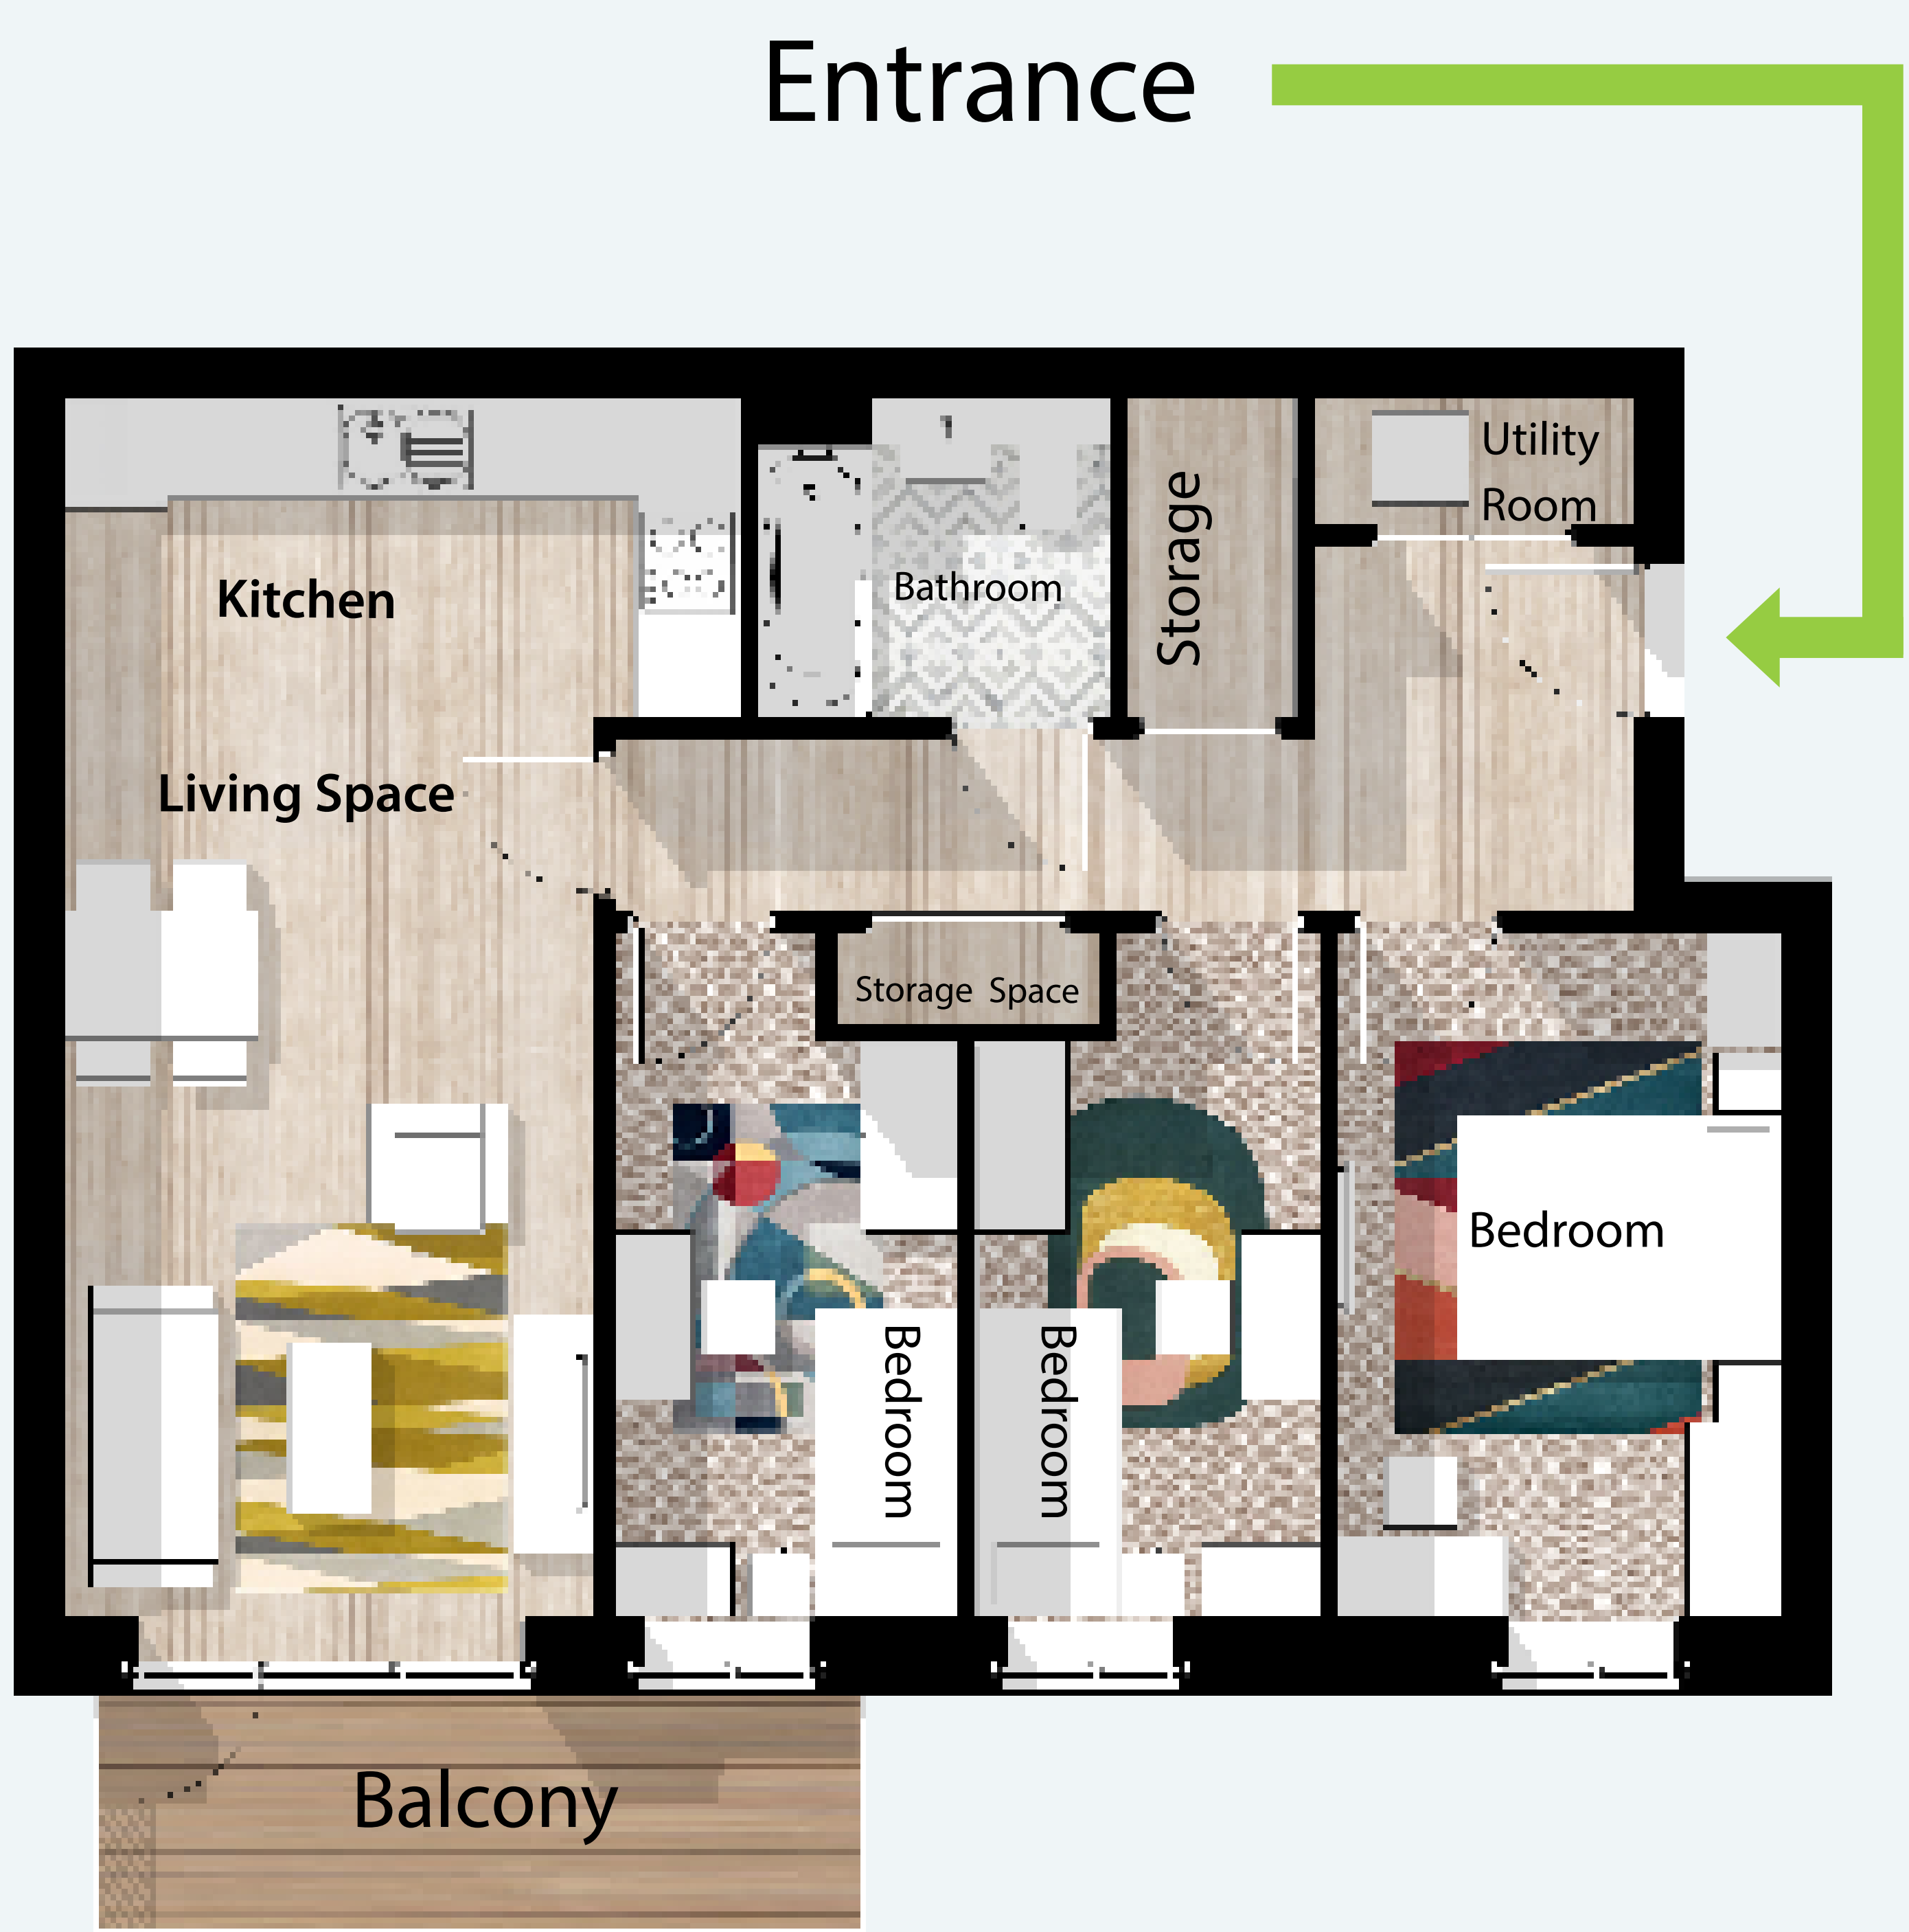 Entrance
Utility
Room
Storage
Bathroom
Kitchen
Living Space
Storage Space
Bedroom
Bedroom
Bedroom
Balcony